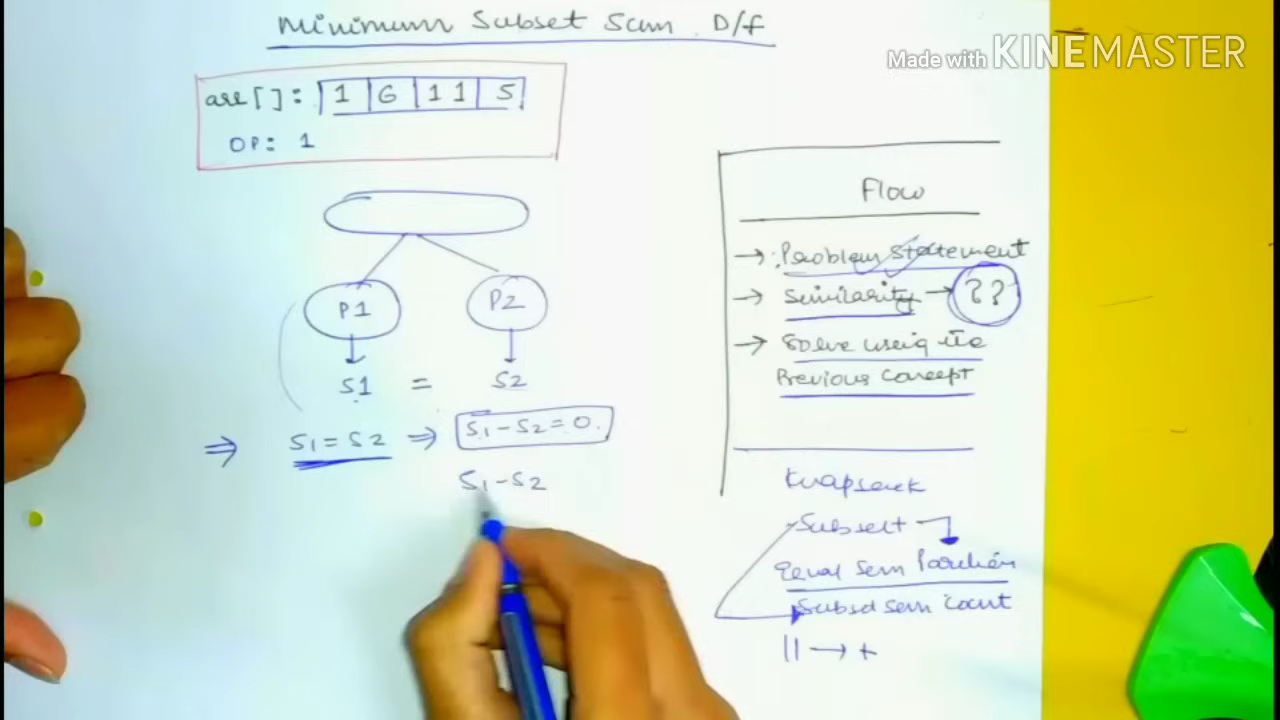 Minimum Subset Sum D/f
Made with KINEMASTER
arr[]: 1 6 11 5
OP: 1
Flow
→ Problem Statement
P1 P2
→ Similarity → ??
→ Solve using the
Previous Concept
S1 = S2
⇒ S1 = S2 ⇒ S1 - S2 = 0.
S1 - S2
Knapsack
Subset
Equal Sum Partition
Subset Sum Count
|| → +